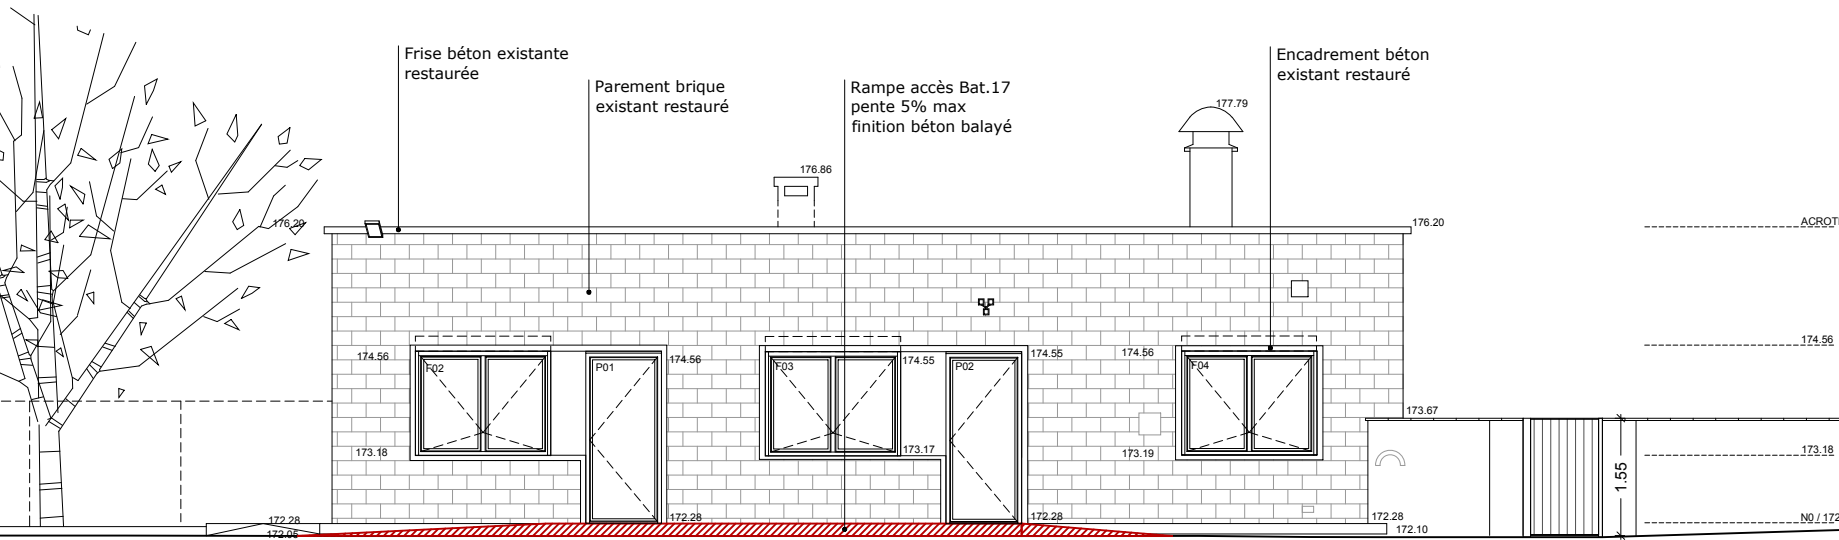 Frise béton existante
restaurée
Parement brique
existant restauré
Rampe accès Bat.17
pente 5% max
finition béton balayé
Encadrement béton
existant restauré
177.79
176.86
176.20
176.20
ACROT
174.56
174.56
174.55
174.55
174.56
174.56
F02
P01
F03
P02
F04
173.67
173.18
173.17
173.19
173.18
1.55
172.28
172.28
172.28
172.28
N0 / 172
172.05
172.10